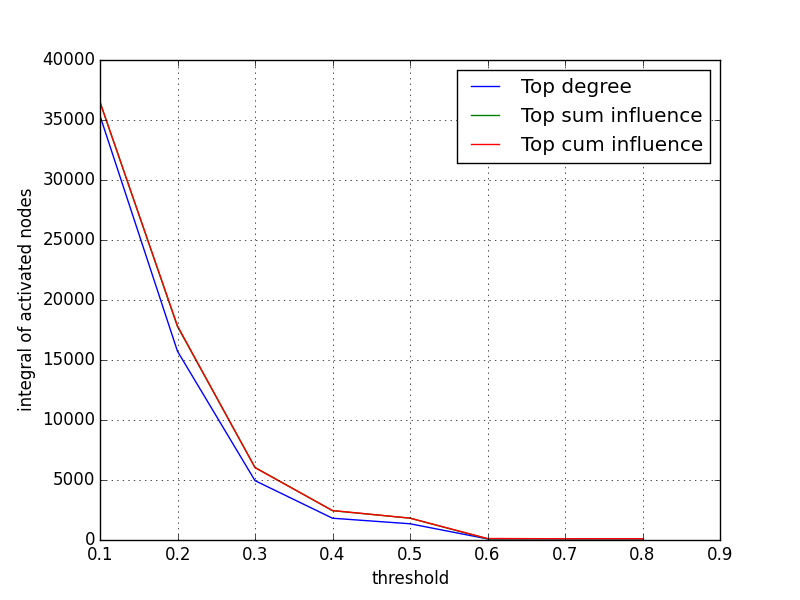 40000
35000
30000
25000
20000
15000
10000
5000
0
integral of activated nodes
Top degree
Top sum influence
Top cum influence
0.1 0.2 0.3 0.4 0.5 0.6 0.7 0.8 0.9
threshold